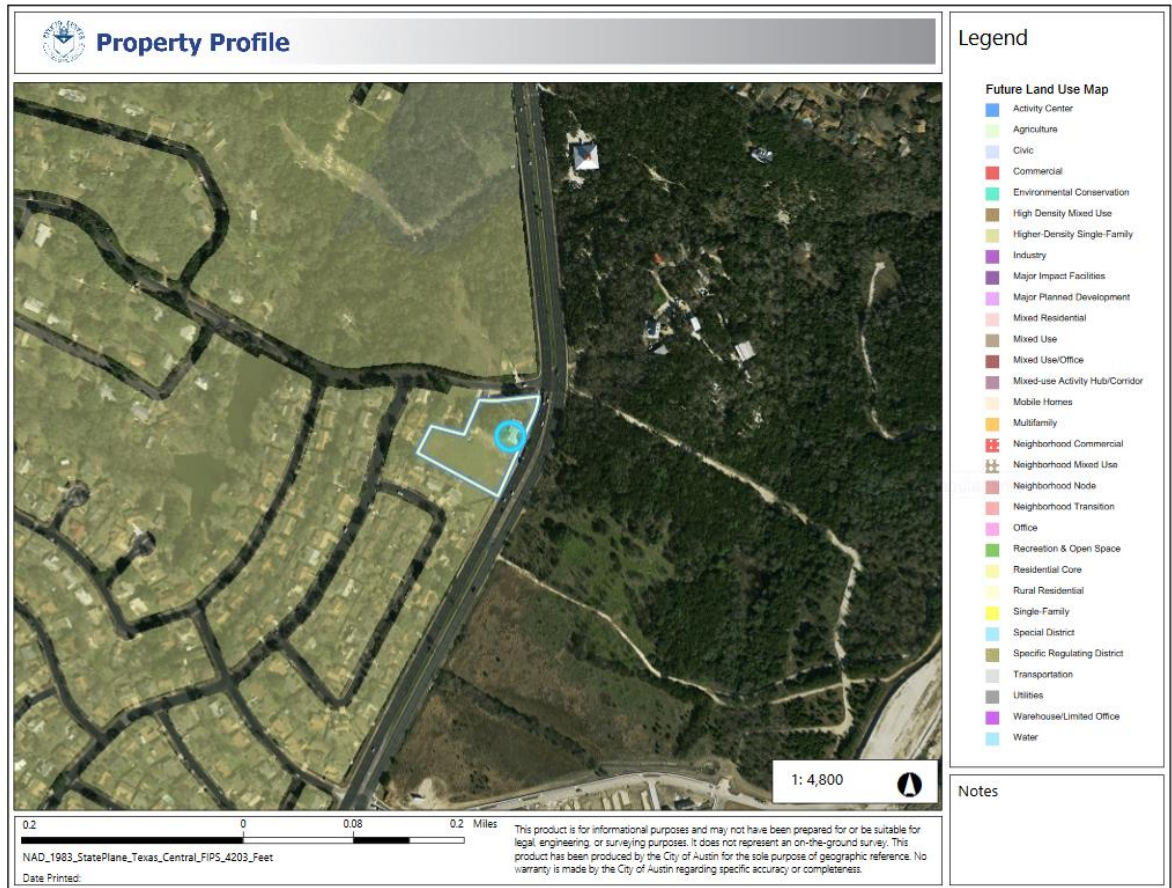 Property Profile
Legend
Future Land Use Map
Activity Center
Agriculture
Civic
Commercial
Environmental Conservation
High Density Mixed Use
Higher-Density Single-Family
Industry
Major Impact Facilities
Major Planned Development
Mixed Residential
Mixed Use
Mixed Use/Office
Mixed-use Activity Hub/Corridor
Mobile Homes
Multifamily
Neighborhood Commercial
Neighborhood Mixed Use
Neighborhood Node
Neighborhood Transition
Office
Recreation & Open Space
Residential Core
Rural Residential
Single-Family
Special District
Specific Regulating District
Transportation
Utilities
Warehouse/Limited Office
Water
1: 4,800
Notes
0.2 0 0.08 0.2 Miles
NAD_1983_StatePlane_Texas_Central_FIPS_4203_Feet
Date Printed:
This product is for informational purposes and may not have been prepared for or be suitable for
legal, engineering, or surveying purposes. It does not represent an on-the-ground survey. This
product has been produced by the City of Austin for the sole purpose of geographic reference. No
warranty is made by the City of Austin regarding specific accuracy or completeness.